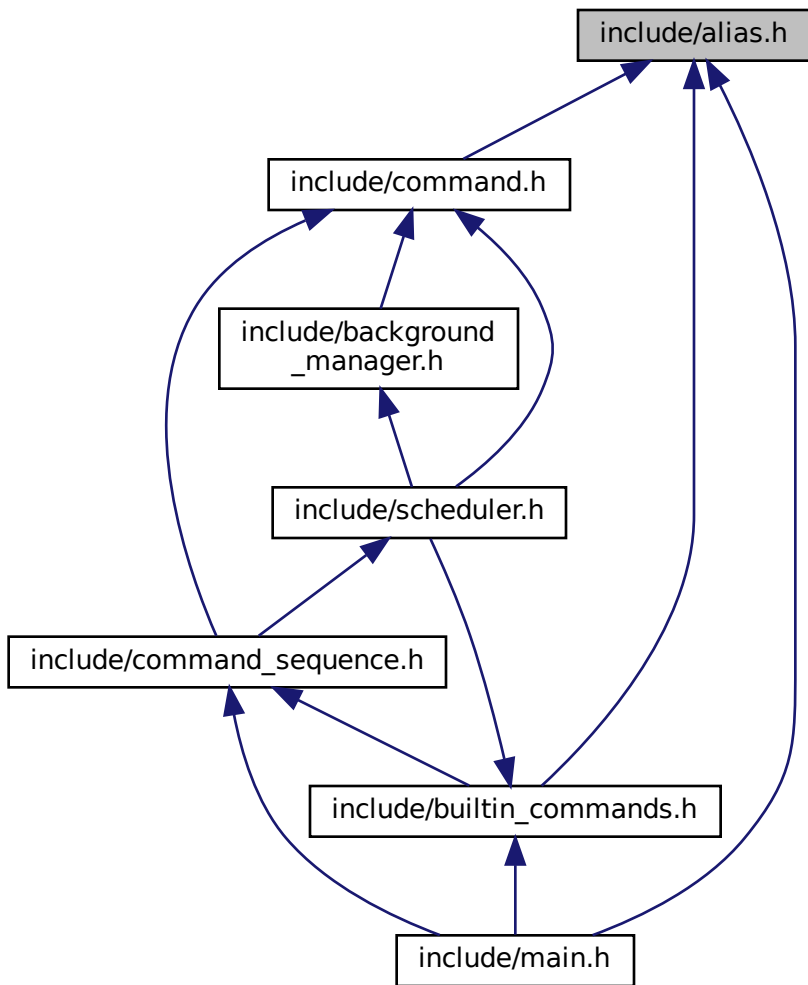 include/alias.h
include/command.h
include/background
_manager.h
include/scheduler.h
include/command_sequence.h
include/builtin_commands.h
include/main.h